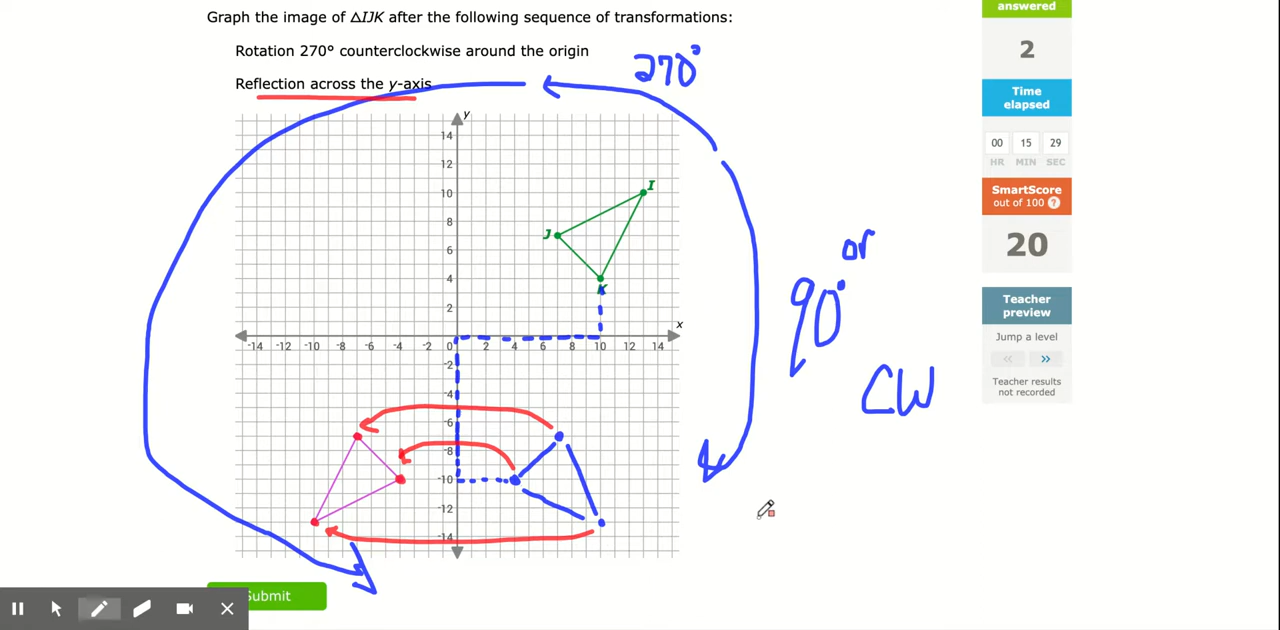 Graph the image of △IJK after the following sequence of transformations:
Rotation 270° counterclockwise around the origin
Reflection across the y-axis
270°
y
14
12
10
8
6
4
2
I
J
K
x
-14 -12 -10 -8 -6 -4 -2 0 2 4 6 8 10 12 14
-2
-4
-6
-8
-10
-12
-14
or
90°
CW
answered
2
Time
elapsed
00 15 29
HR MIN SEC
SmartScore
out of 100 ?
20
Teacher
preview
Jump a level
Teacher results
not recorded
Submit